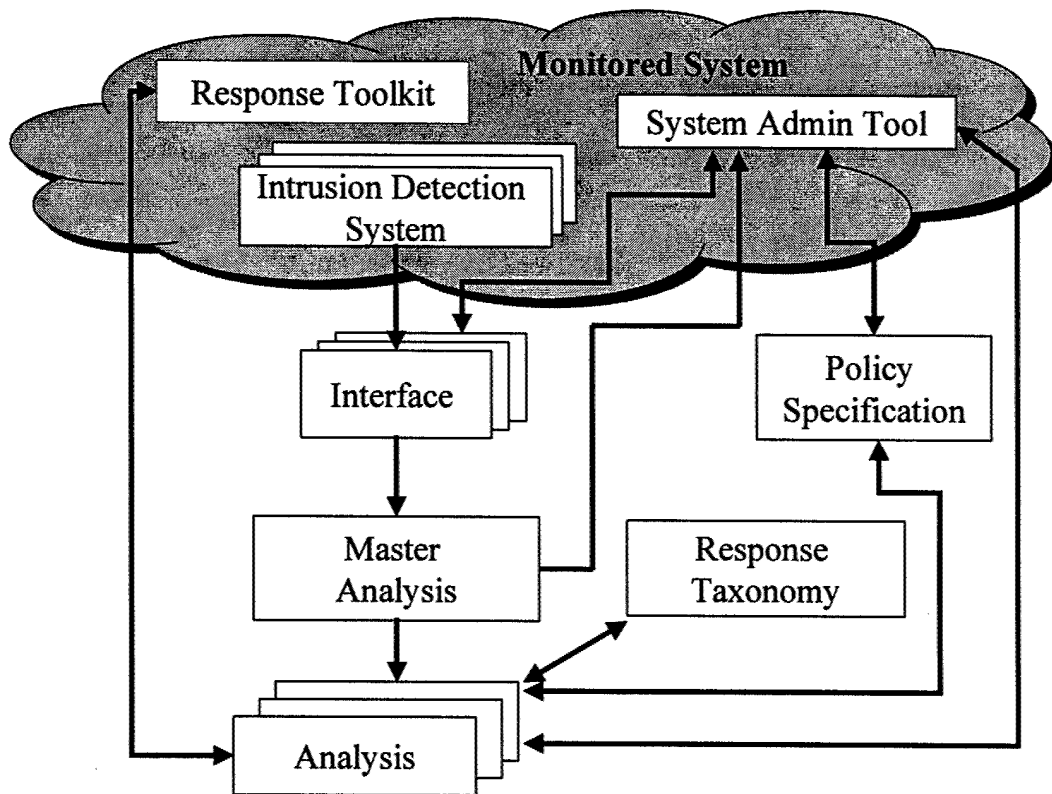 Monitored System
Response Toolkit
System Admin Tool
Intrusion Detection
System
Interface
Policy
Specification
Master
Analysis
Response
Taxonomy
Analysis